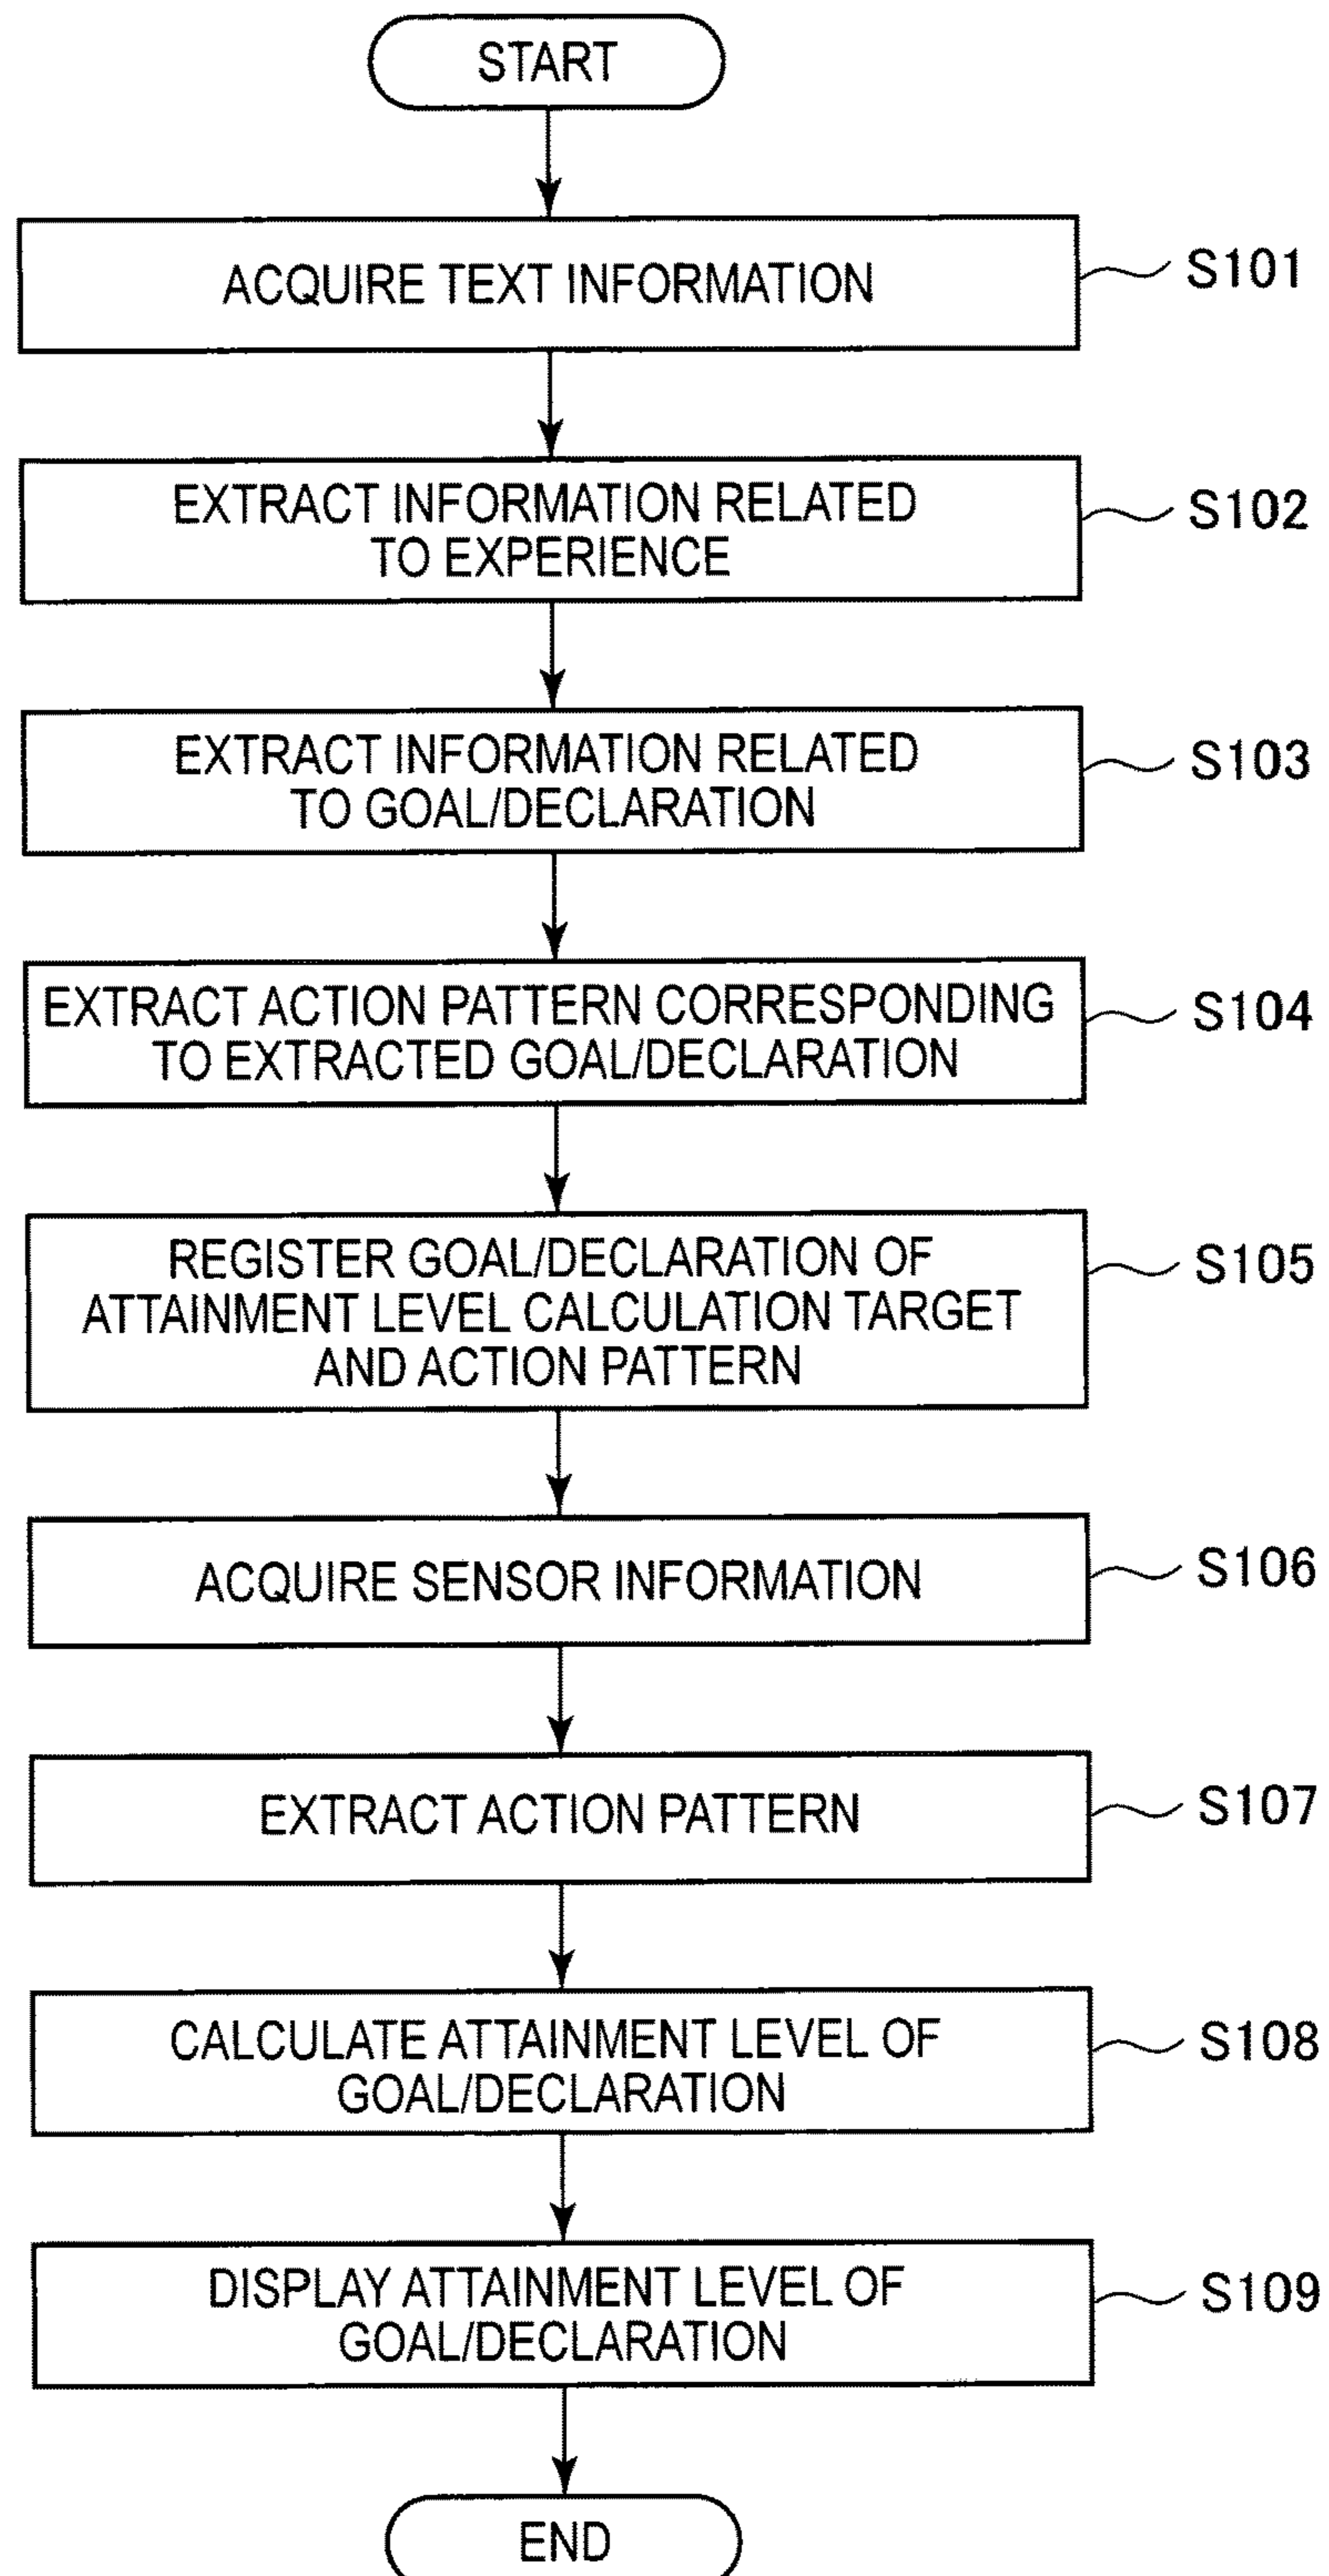 START
ACQUIRE TEXT INFORMATION
S101
EXTRACT INFORMATION RELATED
TO EXPERIENCE
S102
EXTRACT INFORMATION RELATED
TO GOAL/DECLARATION
S103
EXTRACT ACTION PATTERN CORRESPONDING
TO EXTRACTED GOAL/DECLARATION
S104
REGISTER GOAL/DECLARATION OF
ATTAINMENT LEVEL CALCULATION TARGET
AND ACTION PATTERN
S105
ACQUIRE SENSOR INFORMATION
S106
EXTRACT ACTION PATTERN
S107
CALCULATE ATTAINMENT LEVEL OF
GOAL/DECLARATION
S108
DISPLAY ATTAINMENT LEVEL OF
GOAL/DECLARATION
S109
END